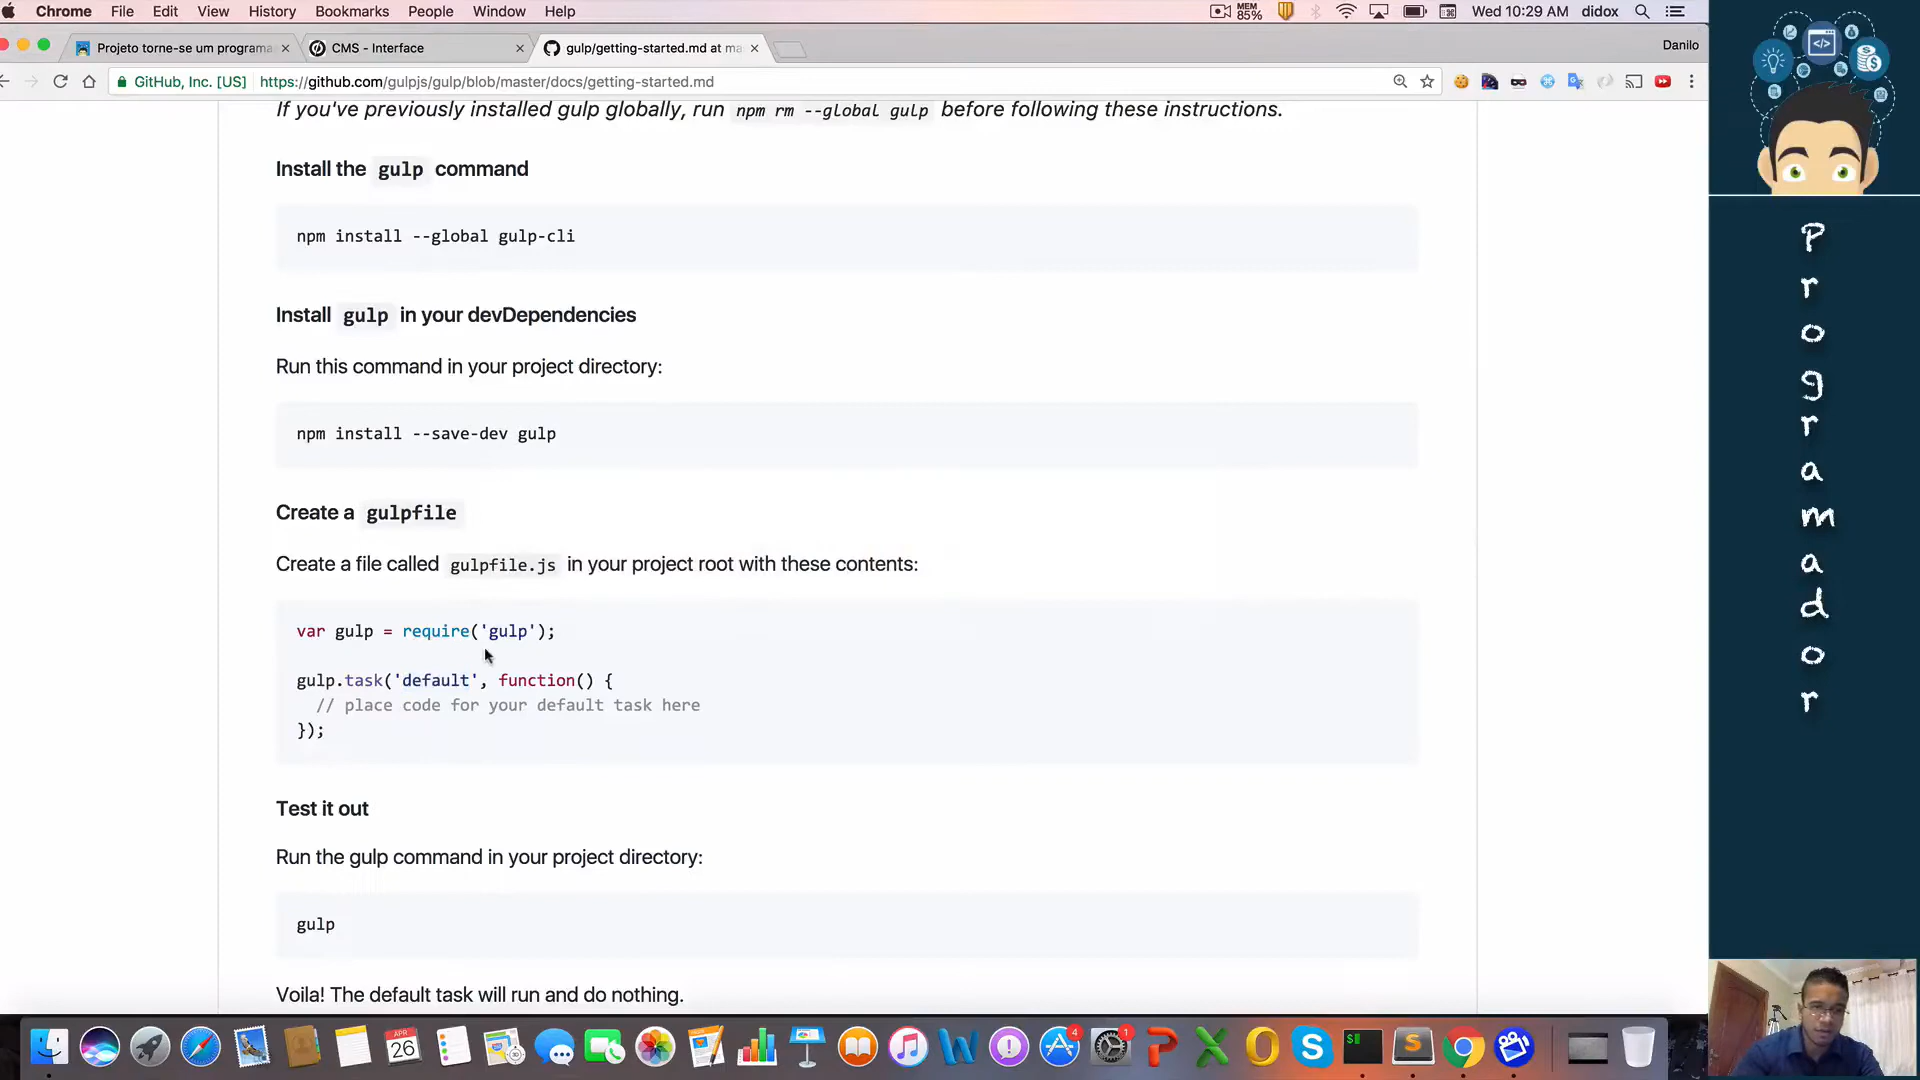 Chrome File Edit View History Bookmarks People Window Help
MEM 85% Wed 10:29 AM didox
Projeto torne-se um programa
CMS - Interface
gulp/getting-started.md at ma
Danilo
GitHub, Inc. [US] https://github.com/gulpjs/gulp/blob/master/docs/getting-started.md
If you've previously installed gulp globally, run npm rm --global gulp before following these instructions.
Install the gulp command
npm install --global gulp-cli
Install gulp in your devDependencies
Run this command in your project directory:
npm install --save-dev gulp
Create a gulpfile
Create a file called gulpfile.js in your project root with these contents:
var gulp = require('gulp');
gulp.task('default', function() {
// place code for your default task here
});
Test it out
Run the gulp command in your project directory:
gulp
Voila! The default task will run and do nothing.
Programador
APR
26
4
1